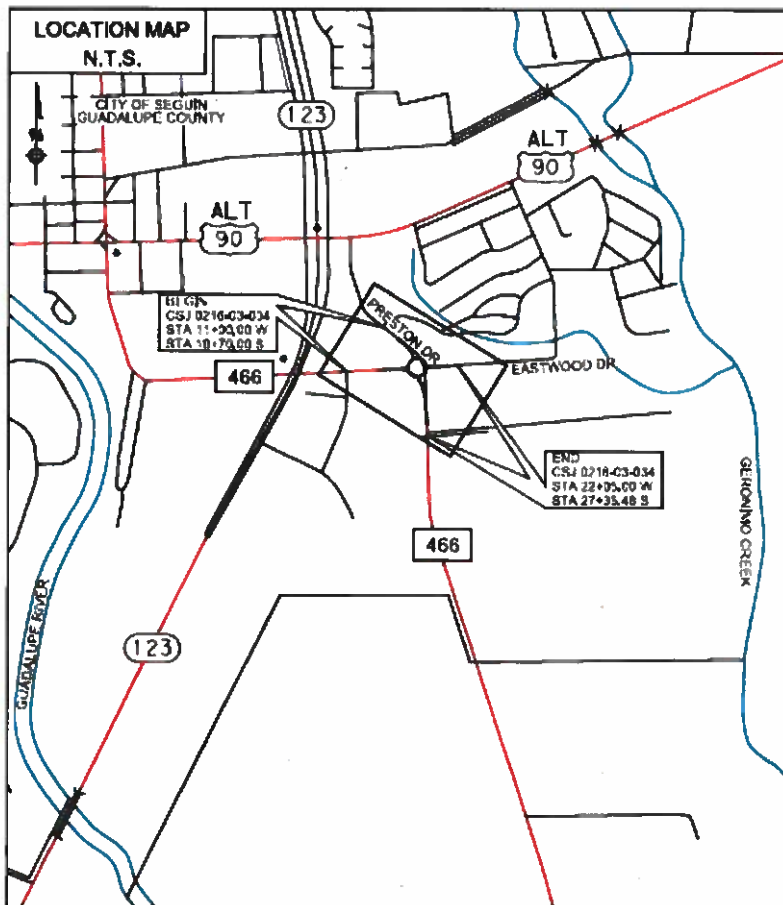 LOCATION MAP
N.T.S.
CITY OF SEGUIN
GUADALUPE COUNTY
123
ALT
90
ALT
90
BEGIN
CSJ 0216-03-034
STA 11+00.00 W
STA 10+70.00 S
PRESTON DR
EASTWOOD DR
466
END
CSJ 0216-03-034
STA 22+05.00 W
STA 27+35.48 S
GERONIMO CREEK
466
GUADALUPE RIVER
123